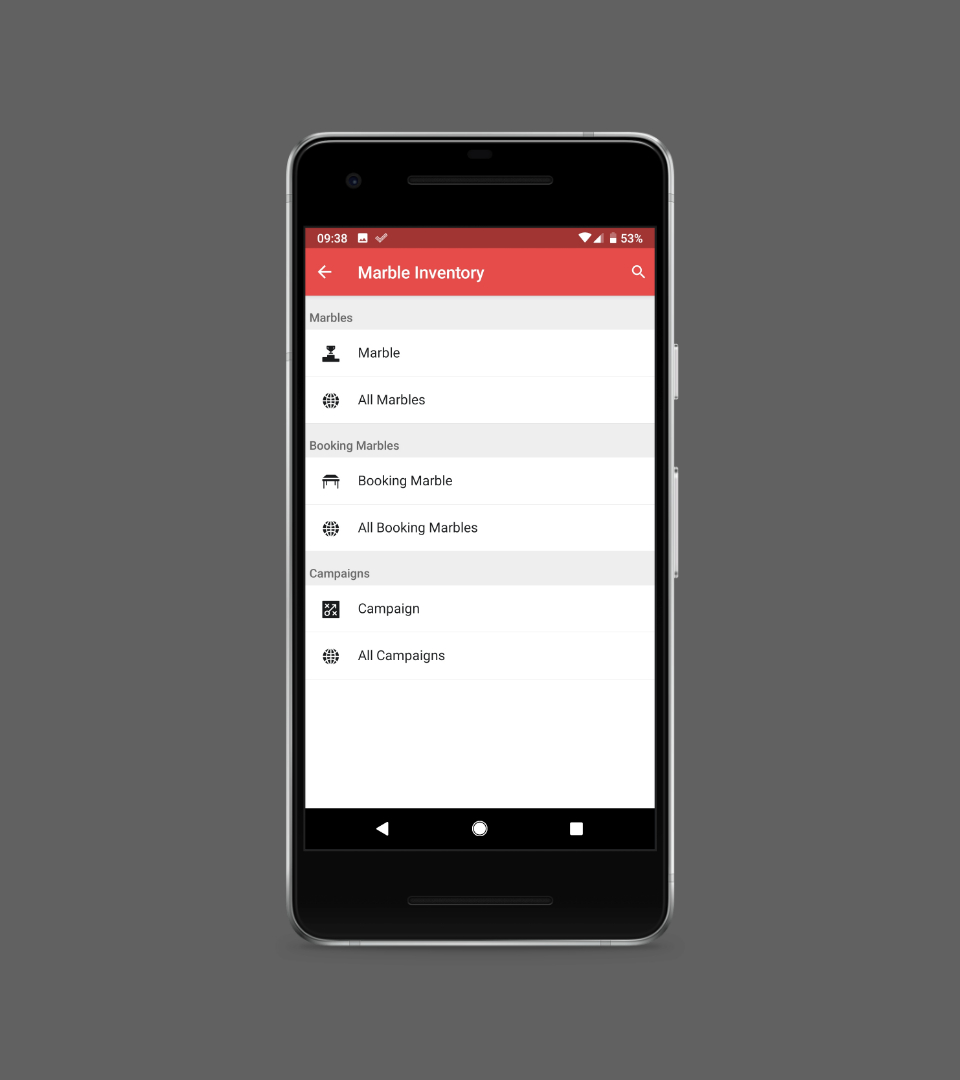 09:38
53%
Marble Inventory
Marbles
Marble
All Marbles
Booking Marbles
Booking Marble
All Booking Marbles
Campaigns
Campaign
All Campaigns